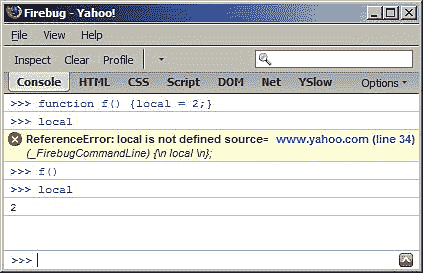 Firebug - Yahoo!
File View Help
Inspect Clear Profile
Console HTML CSS Script DOM Net YSlow Options
>>> function f() {local = 2;}
>>> local
ReferenceError: local is not defined source= www.yahoo.com (line 34)
(_FirebugCommandLine) {\n local \n};
>>> f()
>>> local
2
>>>